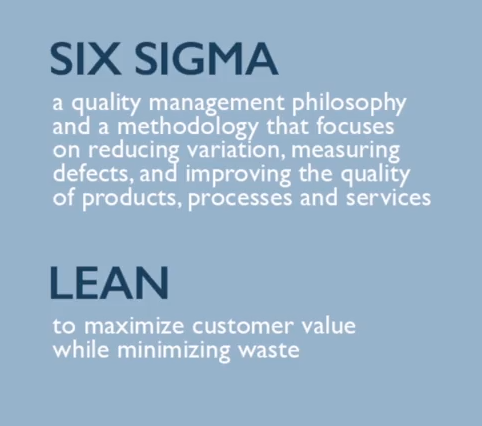 SIX SIGMA
a quality management philosophy
and a methodology that focuses
on reducing variation, measuring
defects, and improving the quality
of products, processes and services
LEAN
to maximize customer value
while minimizing waste